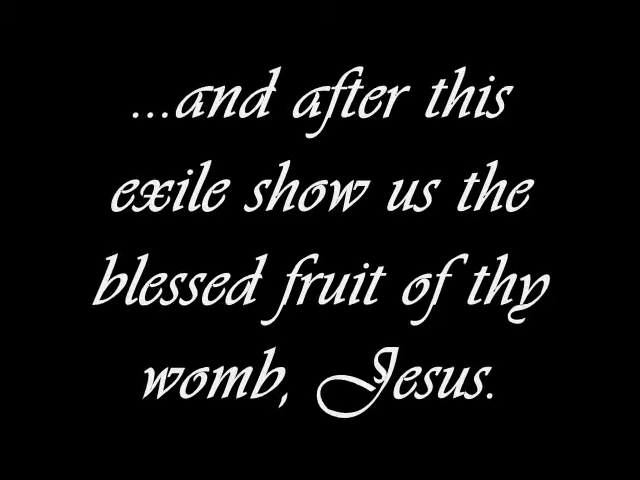 ...and after this
exile show us the
blessed fruit of thy
womb, Jesus.